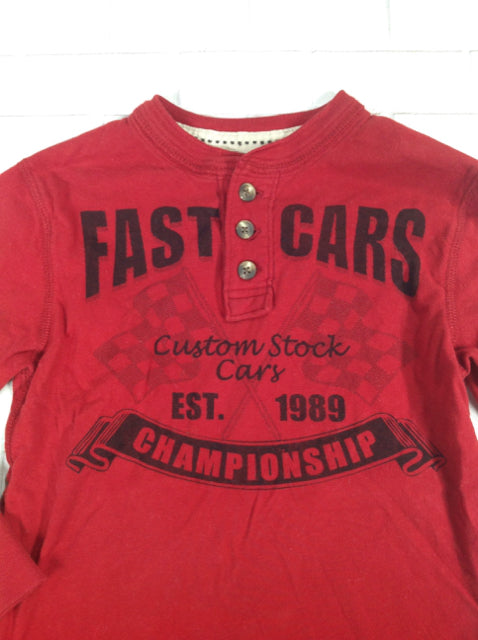 FAST CARS
Custom Stock
Cars
EST. 1989
CHAMPIONSHIP